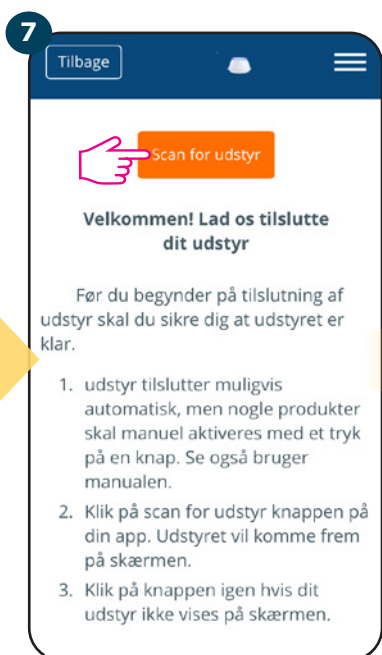 7
Tilbage
Scan for udstyr
Velkommen! Lad os tilslutte
dit udstyr
Før du begynder på tilslutning af
udstyr skal du sikre dig at udstyret er
klar.
1. udstyr tilslutter muligvis
automatisk, men nogle produkter
skal manuel aktiveres med et tryk
på en knap. Se også bruger
manualen.
2. Klik på scan for udstyr knappen på
din app. Udstyret vil komme frem
på skærmen.
3. Klik på knappen igen hvis dit
udstyr ikke vises på skærmen.